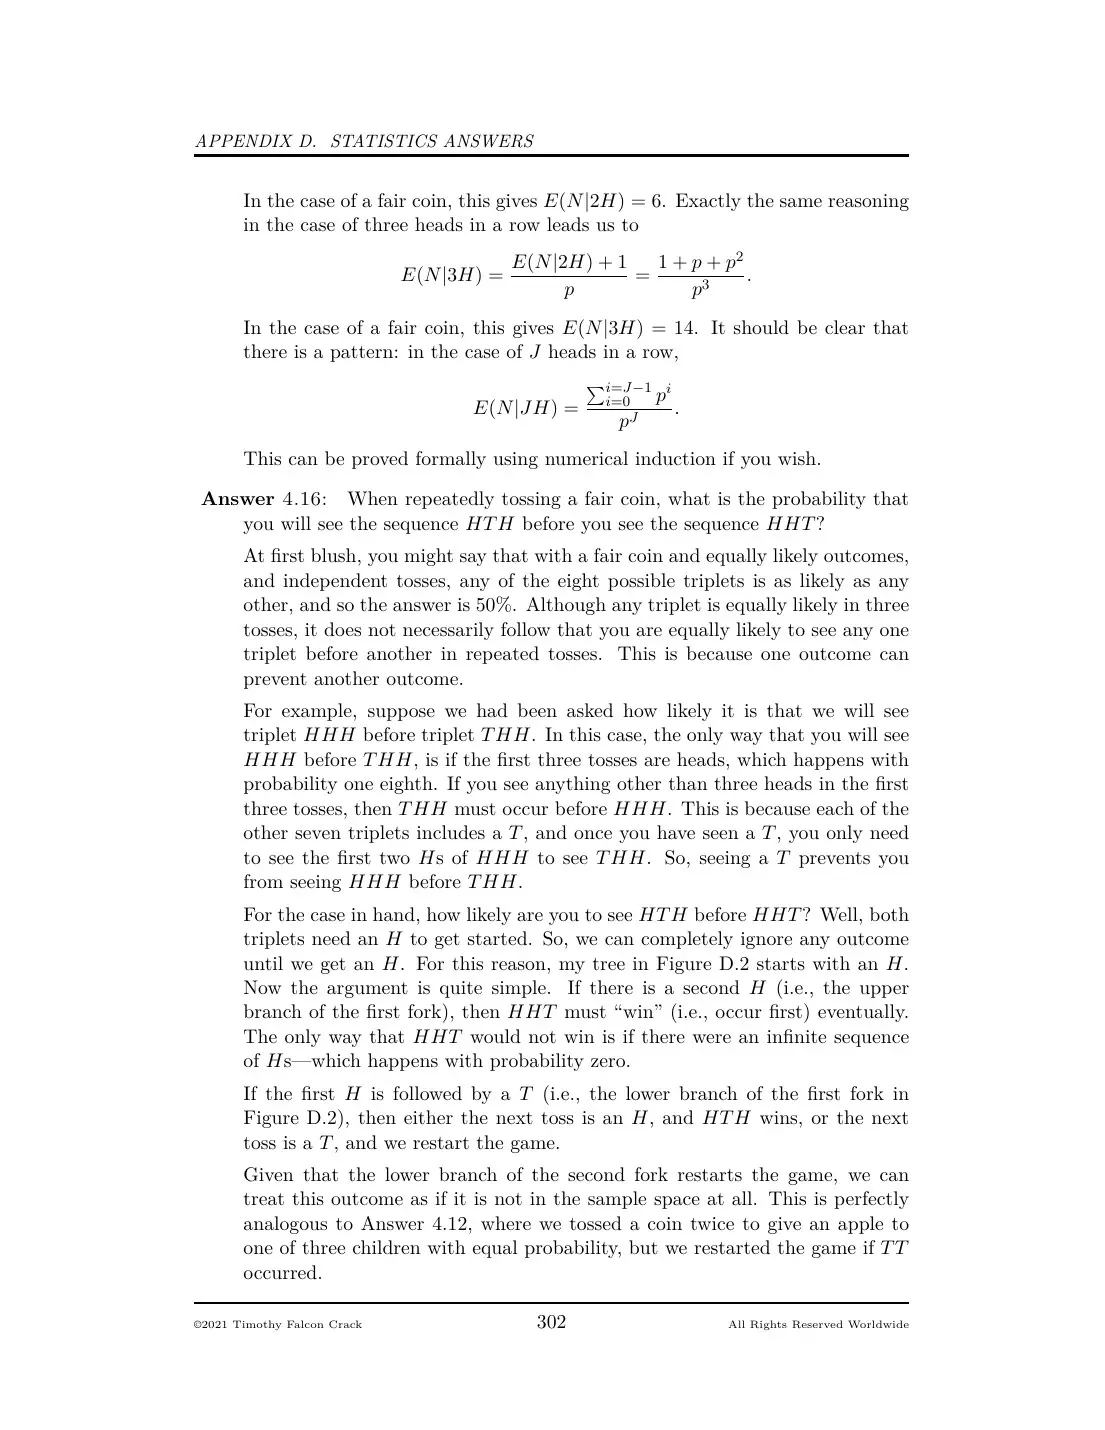 APPENDIX D. STATISTICS ANSWERS
In the case of a fair coin, this gives E(N|2H) = 6. Exactly the same reasoning
in the case of three heads in a row leads us to
E(N|3H) = \frac{E(N|2H) + 1}{p} = \frac{1 + p + p^2}{p^3}.
In the case of a fair coin, this gives E(N|3H) = 14. It should be clear that
there is a pattern: in the case of J heads in a row,
E(N|JH) = \frac{\sum_{i=0}^{i=J-1} p^i}{p^J}.
This can be proved formally using numerical induction if you wish.
Answer 4.16: When repeatedly tossing a fair coin, what is the probability that
you will see the sequence HTH before you see the sequence HHT?
At first blush, you might say that with a fair coin and equally likely outcomes,
and independent tosses, any of the eight possible triplets is as likely as any
other, and so the answer is 50%. Although any triplet is equally likely in three
tosses, it does not necessarily follow that you are equally likely to see any one
triplet before another in repeated tosses. This is because one outcome can
prevent another outcome.
For example, suppose we had been asked how likely it is that we will see
triplet HHH before triplet THH. In this case, the only way that you will see
HHH before THH, is if the first three tosses are heads, which happens with
probability one eighth. If you see anything other than three heads in the first
three tosses, then THH must occur before HHH. This is because each of the
other seven triplets includes a T, and once you have seen a T, you only need
to see the first two Hs of HHH to see THH. So, seeing a T prevents you
from seeing HHH before THH.
For the case in hand, how likely are you to see HTH before HHT? Well, both
triplets need an H to get started. So, we can completely ignore any outcome
until we get an H. For this reason, my tree in Figure D.2 starts with an H.
Now the argument is quite simple. If there is a second H (i.e., the upper
branch of the first fork), then HHT must “win” (i.e., occur first) eventually.
The only way that HHT would not win is if there were an infinite sequence
of Hs—which happens with probability zero.
If the first H is followed by a T (i.e., the lower branch of the first fork in
Figure D.2), then either the next toss is an H, and HTH wins, or the next
toss is a T, and we restart the game.
Given that the lower branch of the second fork restarts the game, we can
treat this outcome as if it is not in the sample space at all. This is perfectly
analogous to Answer 4.12, where we tossed a coin twice to give an apple to
one of three children with equal probability, but we restarted the game if TT
occurred.
©2021 Timothy Falcon Crack 302 All Rights Reserved Worldwide